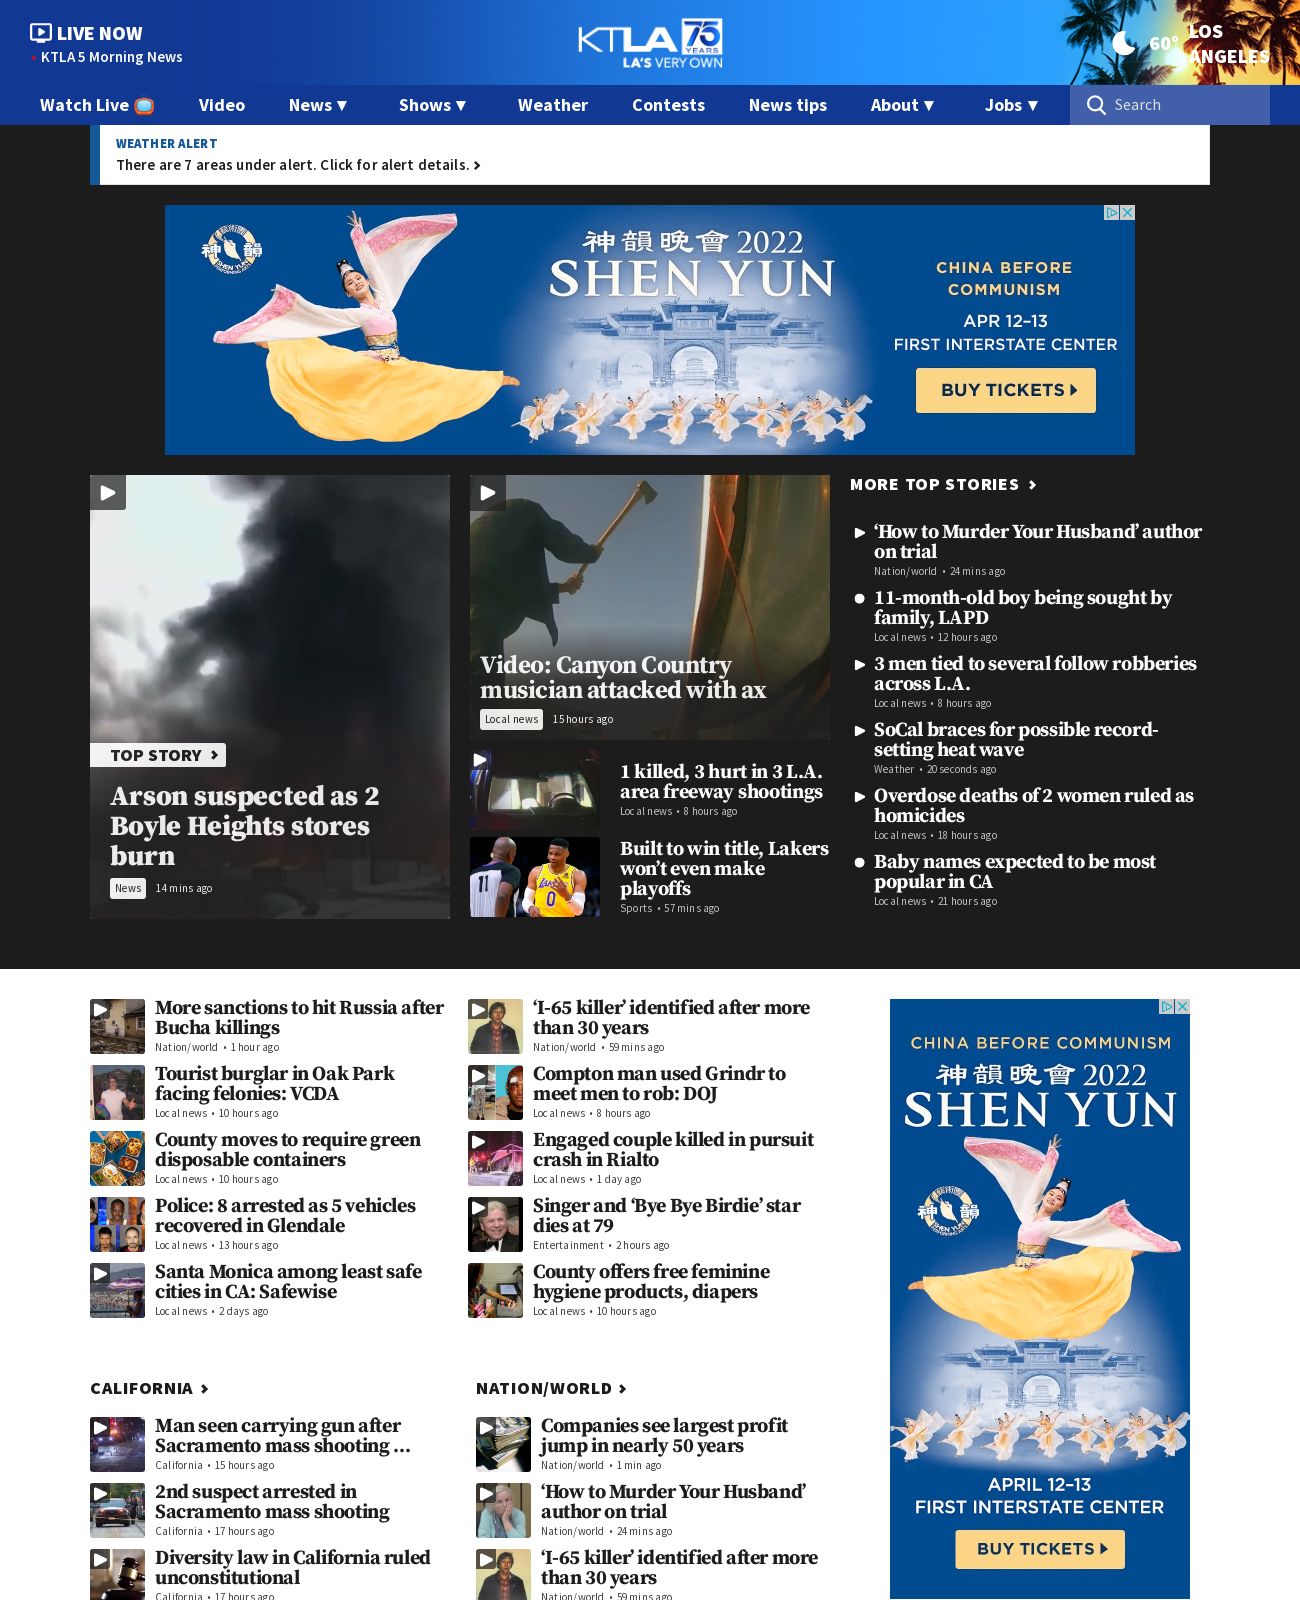 LIVE NOW
KTLA 5 Morning News
KTLA 75 YEARS
LA'S VERY OWN
60°
LOS ANGELES
Watch Live
Video
News ▾
Shows ▾
Weather
Contests
News tips
About ▾
Jobs ▾
Search
WEATHER ALERT
There are 7 areas under alert. Click for alert details.
神韻晚會 2022
SHEN YUN
CHINA BEFORE
COMMUNISM
APR 12–13
FIRST INTERSTATE CENTER
BUY TICKETS
神韻
SHEN YUN
TOP STORY
Arson suspected as 2
Boyle Heights stores
burn
News 14 mins ago
Video: Canyon Country
musician attacked with ax
Local news 15 hours ago
1 killed, 3 hurt in 3 L.A.
area freeway shootings
Local news • 8 hours ago
11
LAKERS
0
Built to win title, Lakers
won’t even make
playoffs
Sports • 57 mins ago
MORE TOP STORIES
‘How to Murder Your Husband’ author
on trial
Nation/world • 24 mins ago
11-month-old boy being sought by
family, LAPD
Local news • 12 hours ago
3 men tied to several follow robberies
across L.A.
Local news • 8 hours ago
SoCal braces for possible record-
setting heat wave
Weather • 20 seconds ago
Overdose deaths of 2 women ruled as
homicides
Local news • 18 hours ago
Baby names expected to be most
popular in CA
Local news • 21 hours ago
More sanctions to hit Russia after
Bucha killings
Nation/world • 1 hour ago
Tourist burglar in Oak Park
facing felonies: VCDA
Local news • 10 hours ago
County moves to require green
disposable containers
Local news • 10 hours ago
Police: 8 arrested as 5 vehicles
recovered in Glendale
Local news • 13 hours ago
Santa Monica among least safe
cities in CA: Safewise
Local news • 2 days ago
‘I-65 killer’ identified after more
than 30 years
Nation/world • 59 mins ago
Compton man used Grindr to
meet men to rob: DOJ
Local news • 8 hours ago
Engaged couple killed in pursuit
crash in Rialto
Local news • 1 day ago
Singer and ‘Bye Bye Birdie’ star
dies at 79
Entertainment • 2 hours ago
County offers free feminine
hygiene products, diapers
Local news • 10 hours ago
CHINA BEFORE COMMUNISM
神韻晚會 2022
SHEN YUN
神韻
APRIL 12–13
FIRST INTERSTATE CENTER
BUY TICKETS
CALIFORNIA
Man seen carrying gun after
Sacramento mass shooting …
California • 15 hours ago
2nd suspect arrested in
Sacramento mass shooting
California • 17 hours ago
Diversity law in California ruled
unconstitutional
California • 17 hours ago
NATION/WORLD
Companies see largest profit
jump in nearly 50 years
Nation/world • 1 min ago
‘How to Murder Your Husband’
author on trial
Nation/world • 24 mins ago
‘I-65 killer’ identified after more
than 30 years
Nation/world • 59 mins ago